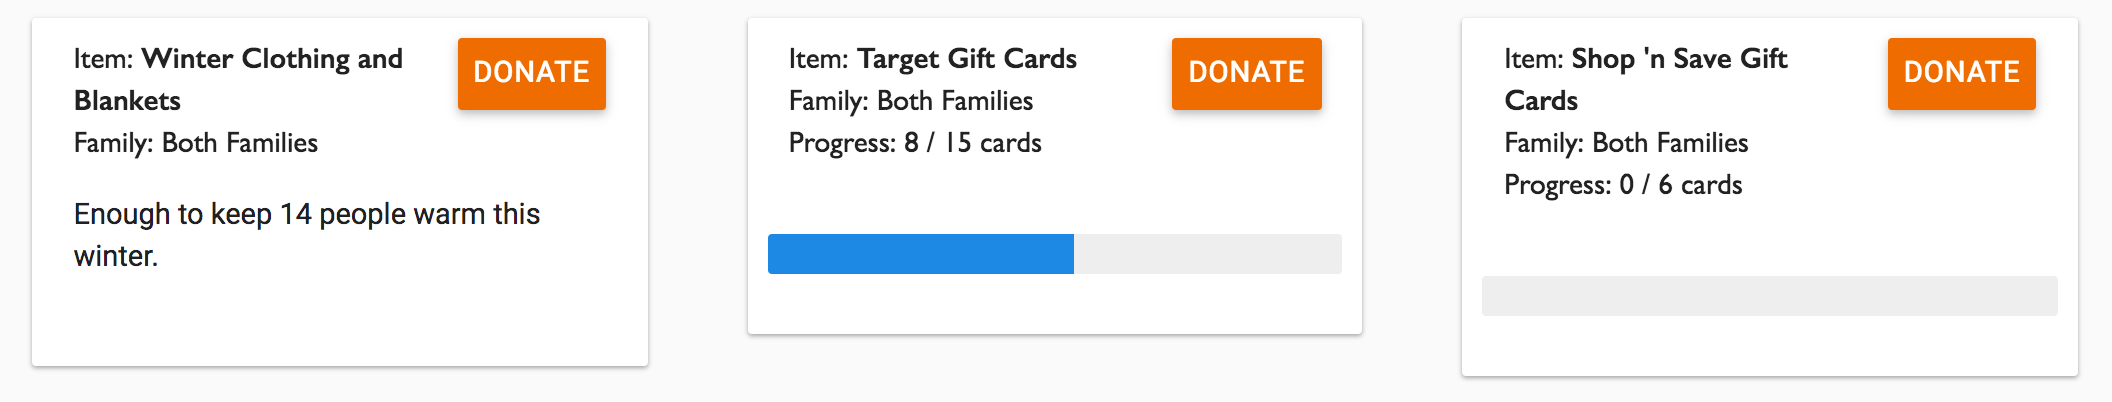 Item: Winter Clothing and
Blankets
Family: Both Families
DONATE
Enough to keep 14 people warm this
winter.
Item: Target Gift Cards
Family: Both Families
Progress: 8 / 15 cards
DONATE
Item: Shop 'n Save Gift
Cards
Family: Both Families
Progress: 0 / 6 cards
DONATE